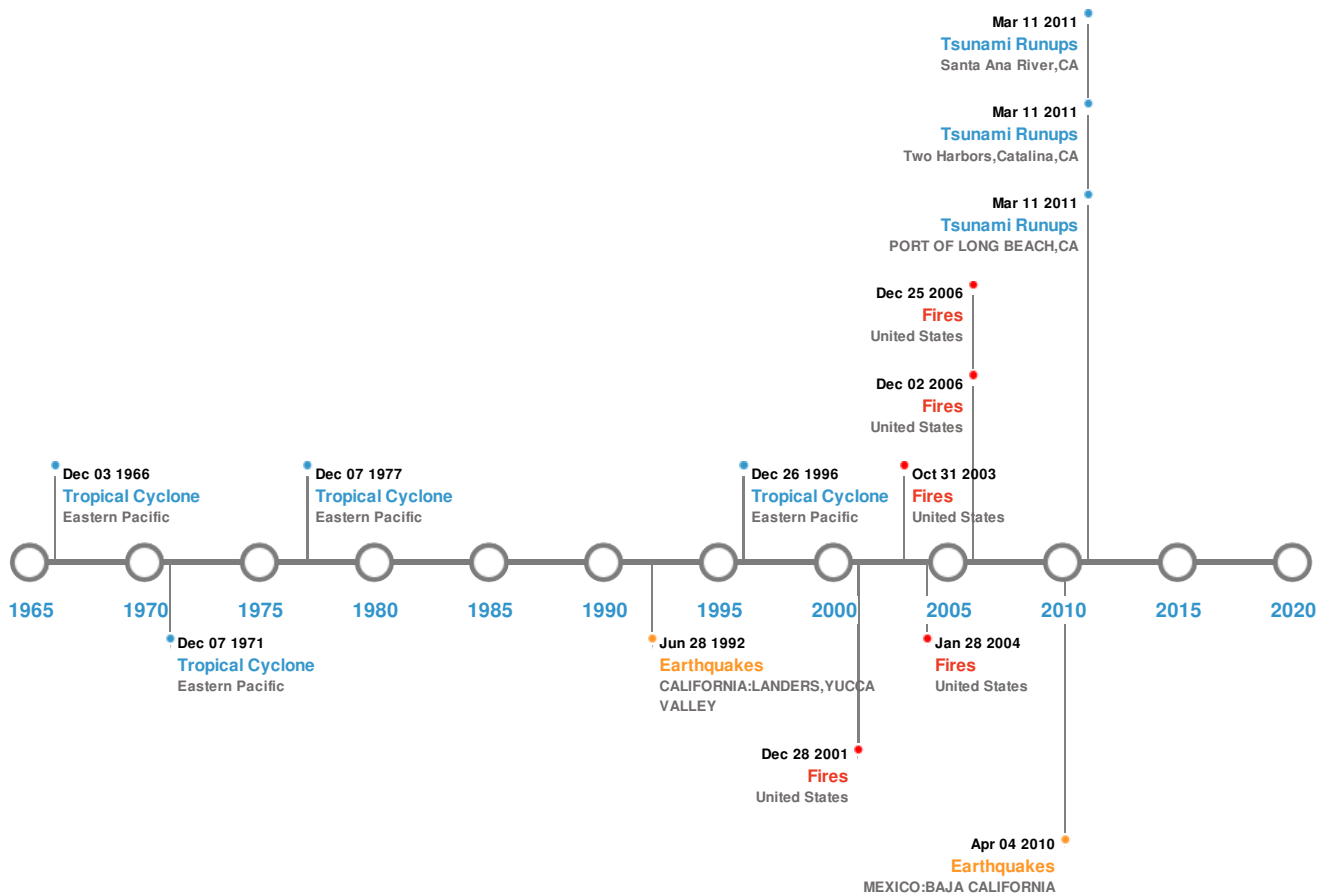 Mar 11 2011
Tsunami Runups
Santa Ana River,CA
Mar 11 2011
Tsunami Runups
Two Harbors,Catalina,CA
Mar 11 2011
Tsunami Runups
PORT OF LONG BEACH,CA
Dec 25 2006
Fires
United States
Dec 02 2006
Fires
United States
Dec 03 1966
Tropical Cyclone
Eastern Pacific
Dec 07 1977
Tropical Cyclone
Eastern Pacific
Dec 26 1996
Tropical Cyclone
Eastern Pacific
Oct 31 2003
Fires
United States
1965 1970 1975 1980 1985 1990 1995 2000 2005 2010 2015 2020
Dec 07 1971
Tropical Cyclone
Eastern Pacific
Jun 28 1992
Earthquakes
CALIFORNIA:LANDERS,YUCCA
VALLEY
Jan 28 2004
Fires
United States
Dec 28 2001
Fires
United States
Apr 04 2010
Earthquakes
MEXICO:BAJA CALIFORNIA